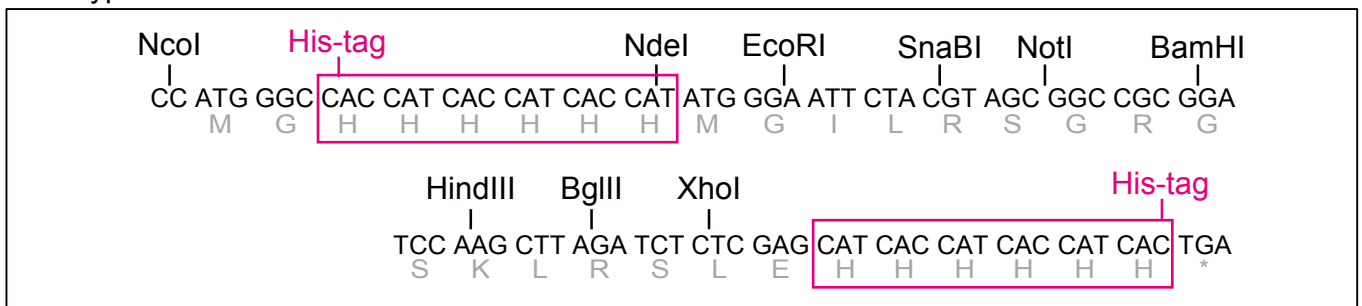 NcoI His-tag NdeI EcoRI SnaBI NotI BamHI
CC ATG GGC CAC CAT CAC CAT CAC CAT ATG GGA ATT CTA CGT AGC GGC CGC GGA
M G H H H H H H M G I L R S G R G
HindIII BglII XhoI His-tag
TCC AAG CTT AGA TCT CTC GAG CAT CAC CAT CAC CAT CAC TGA
S K L R S L E H H H H H H *